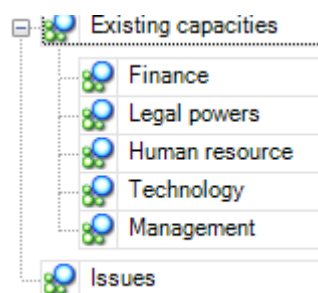 Existing capacities
Finance
Legal powers
Human resource
Technology
Management
Issues